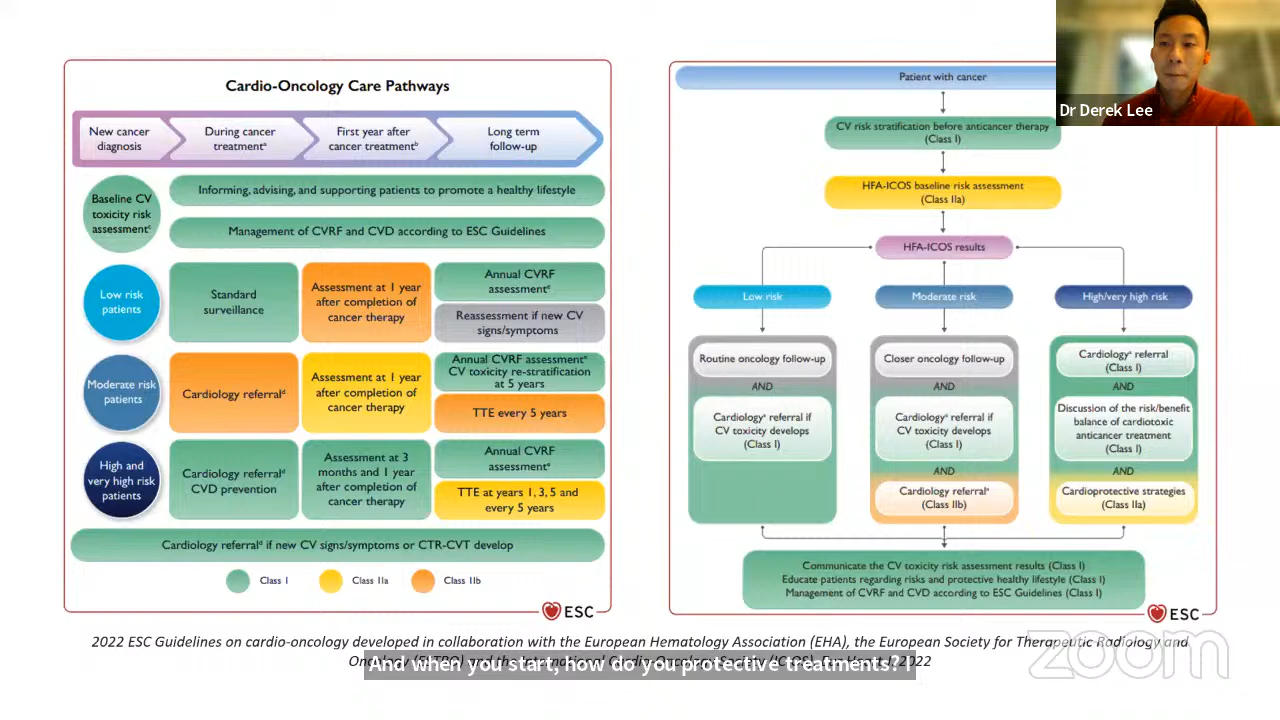 Cardio-Oncology Care Pathways
New cancer
diagnosis
During cancer
treatmentᵃ
First year after
cancer treatmentᵇ
Long term
follow-up
Baseline CV
toxicity risk
assessmentᶜ
Informing, advising, and supporting patients to promote a healthy lifestyle
Management of CVRF and CVD according to ESC Guidelines
Low risk
patients
Standard
surveillance
Assessment at 1 year
after completion of
cancer therapy
Annual CVRF
assessmentᵉ
Reassessment if new CV
signs/symptoms
Moderate risk
patients
Cardiology referralᵈ
Assessment at 1 year
after completion of
cancer therapy
Annual CVRF assessmentᵉ
CV toxicity re-stratification
at 5 years
TTE every 5 years
High and
very high risk
patients
Cardiology referralᵈ
CVD prevention
Assessment at 3
months and 1 year
after completion of
cancer therapy
Annual CVRF
assessmentᵉ
TTE at years 1, 3, 5 and
every 5 years
Cardiology referralᵈ if new CV signs/symptoms or CTR-CVT develop
Class I
Class IIa
Class IIb
ESC
Patient with cancer
CV risk stratification before anticancer therapy
(Class I)
HFA-ICOS baseline risk assessment
(Class IIa)
HFA-ICOS results
Low risk
Moderate risk
High/very high risk
Routine oncology follow-up
AND
Cardiologyᵃ referral if
CV toxicity develops
(Class I)
Closer oncology follow-up
AND
Cardiologyᵃ referral if
CV toxicity develops
(Class I)
AND
Cardiology referralᵃ
(Class IIb)
Cardiologyᵃ referral
(Class I)
AND
Discussion of the risk/benefit
balance of cardiotoxic
anticancer treatment
(Class I)
AND
Cardioprotective strategies
(Class IIa)
Communicate the CV toxicity risk assessment results (Class I)
Educate patients regarding risks and protective healthy lifestyle (Class I)
Management of CVRF and CVD according to ESC Guidelines (Class I)
ESC
Dr Derek Lee
2022 ESC Guidelines on cardio-oncology developed in collaboration with the European Hematology Association (EHA), the European Society for Therapeutic Radiology and
2022
And when you start, how do you protective treatments? I
zoom